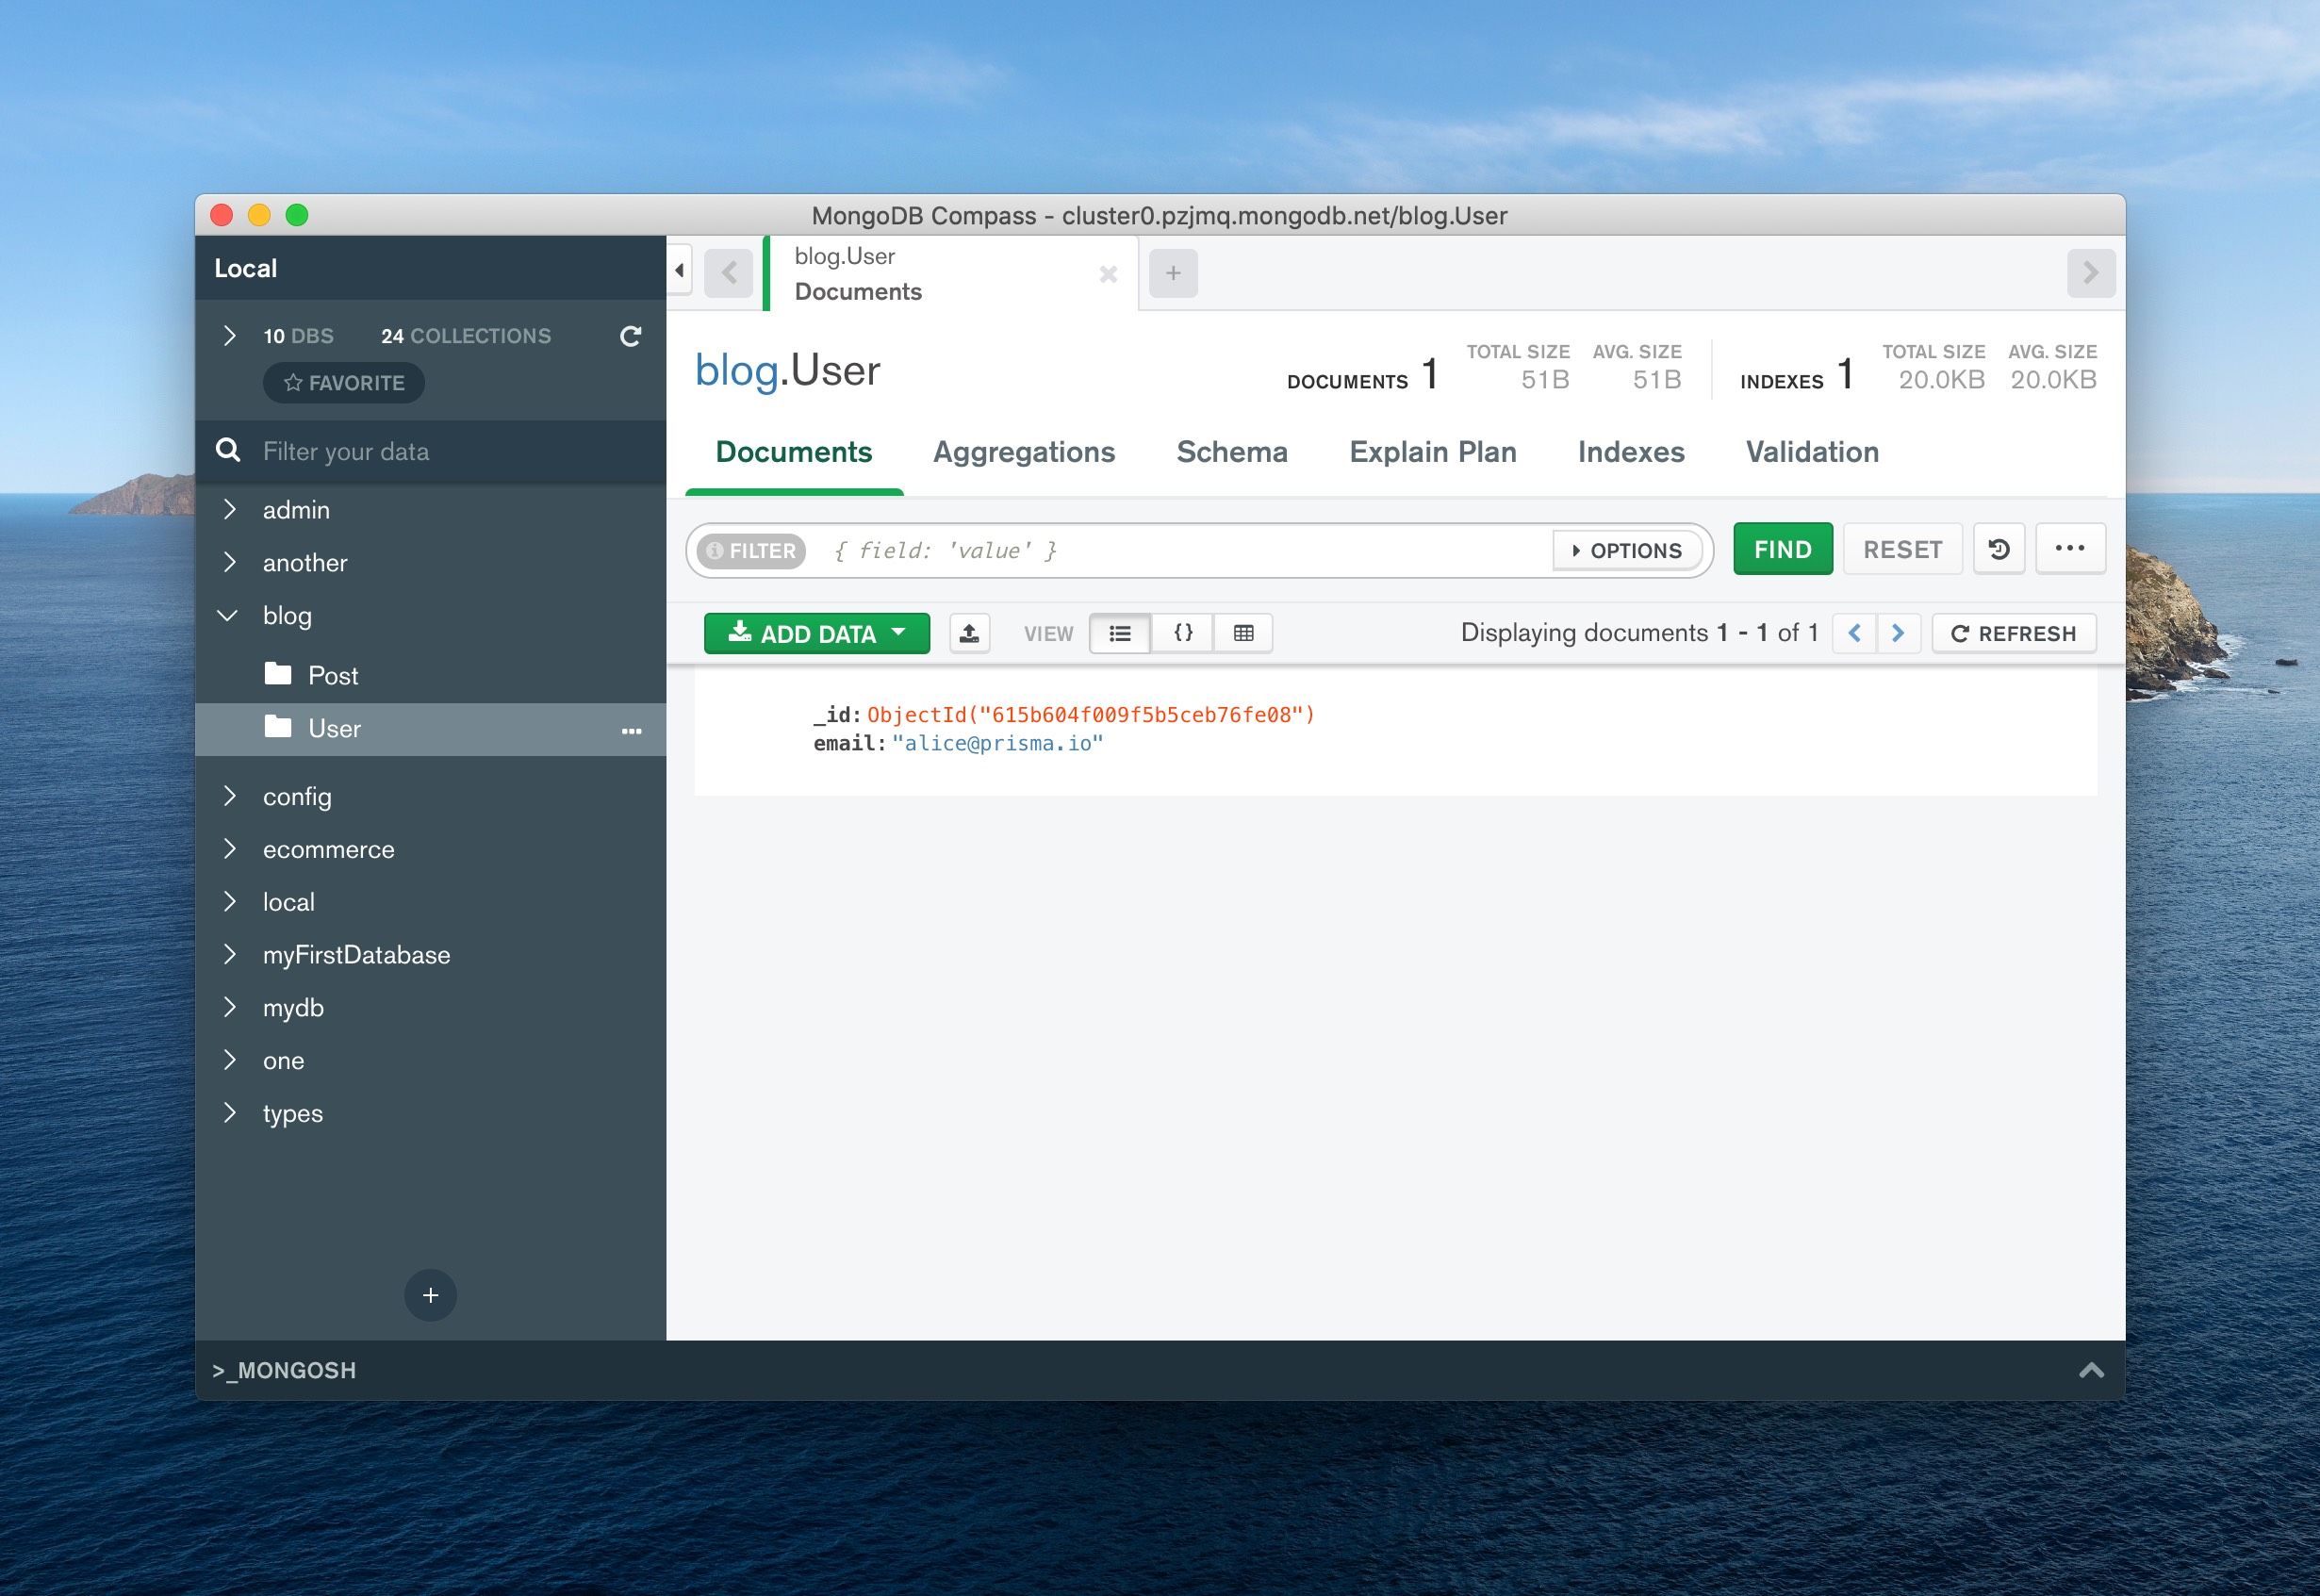 MongoDB Compass - cluster0.pzjmq.mongodb.net/blog.User
Local
10 DBS 24 COLLECTIONS
FAVORITE
Filter your data
admin
another
blog
Post
User
config
ecommerce
local
myFirstDatabase
mydb
one
types
+
blog.User
Documents
+
blog.User
DOCUMENTS 1 TOTAL SIZE 51B AVG. SIZE 51B
INDEXES 1 TOTAL SIZE 20.0KB AVG. SIZE 20.0KB
Documents Aggregations Schema Explain Plan Indexes Validation
FILTER { field: 'value' } OPTIONS FIND RESET ...
ADD DATA VIEW {} Displaying documents 1 - 1 of 1 REFRESH
_id: ObjectId("615b604f009f5b5ceb76fe08")
email: "alice@prisma.io"
>_MONGOSH